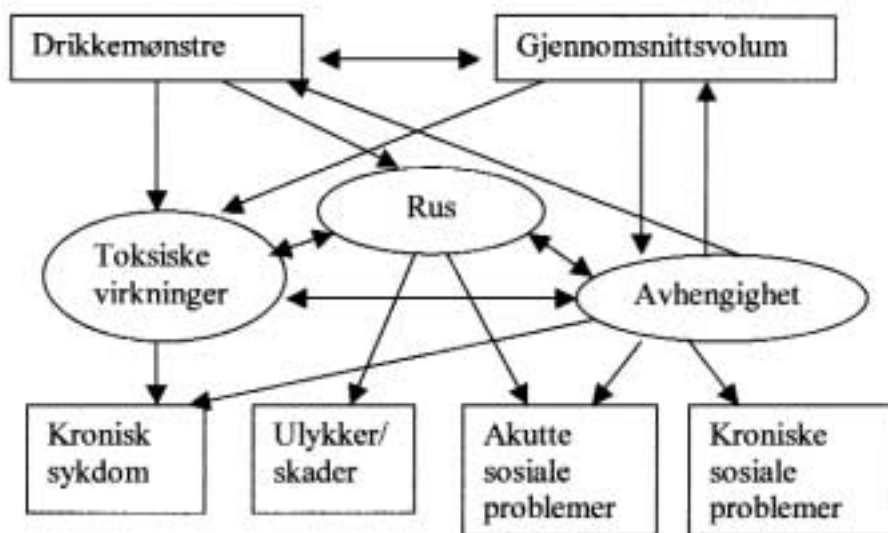 Drikkemønstre
Gjennomsnittsvolum
Rus
Toksiske
virkninger
Avhengighet
Kronisk
sykdom
Ulykker/
skader
Akutte
sosiale
problemer
Kroniske
sosiale
problemer